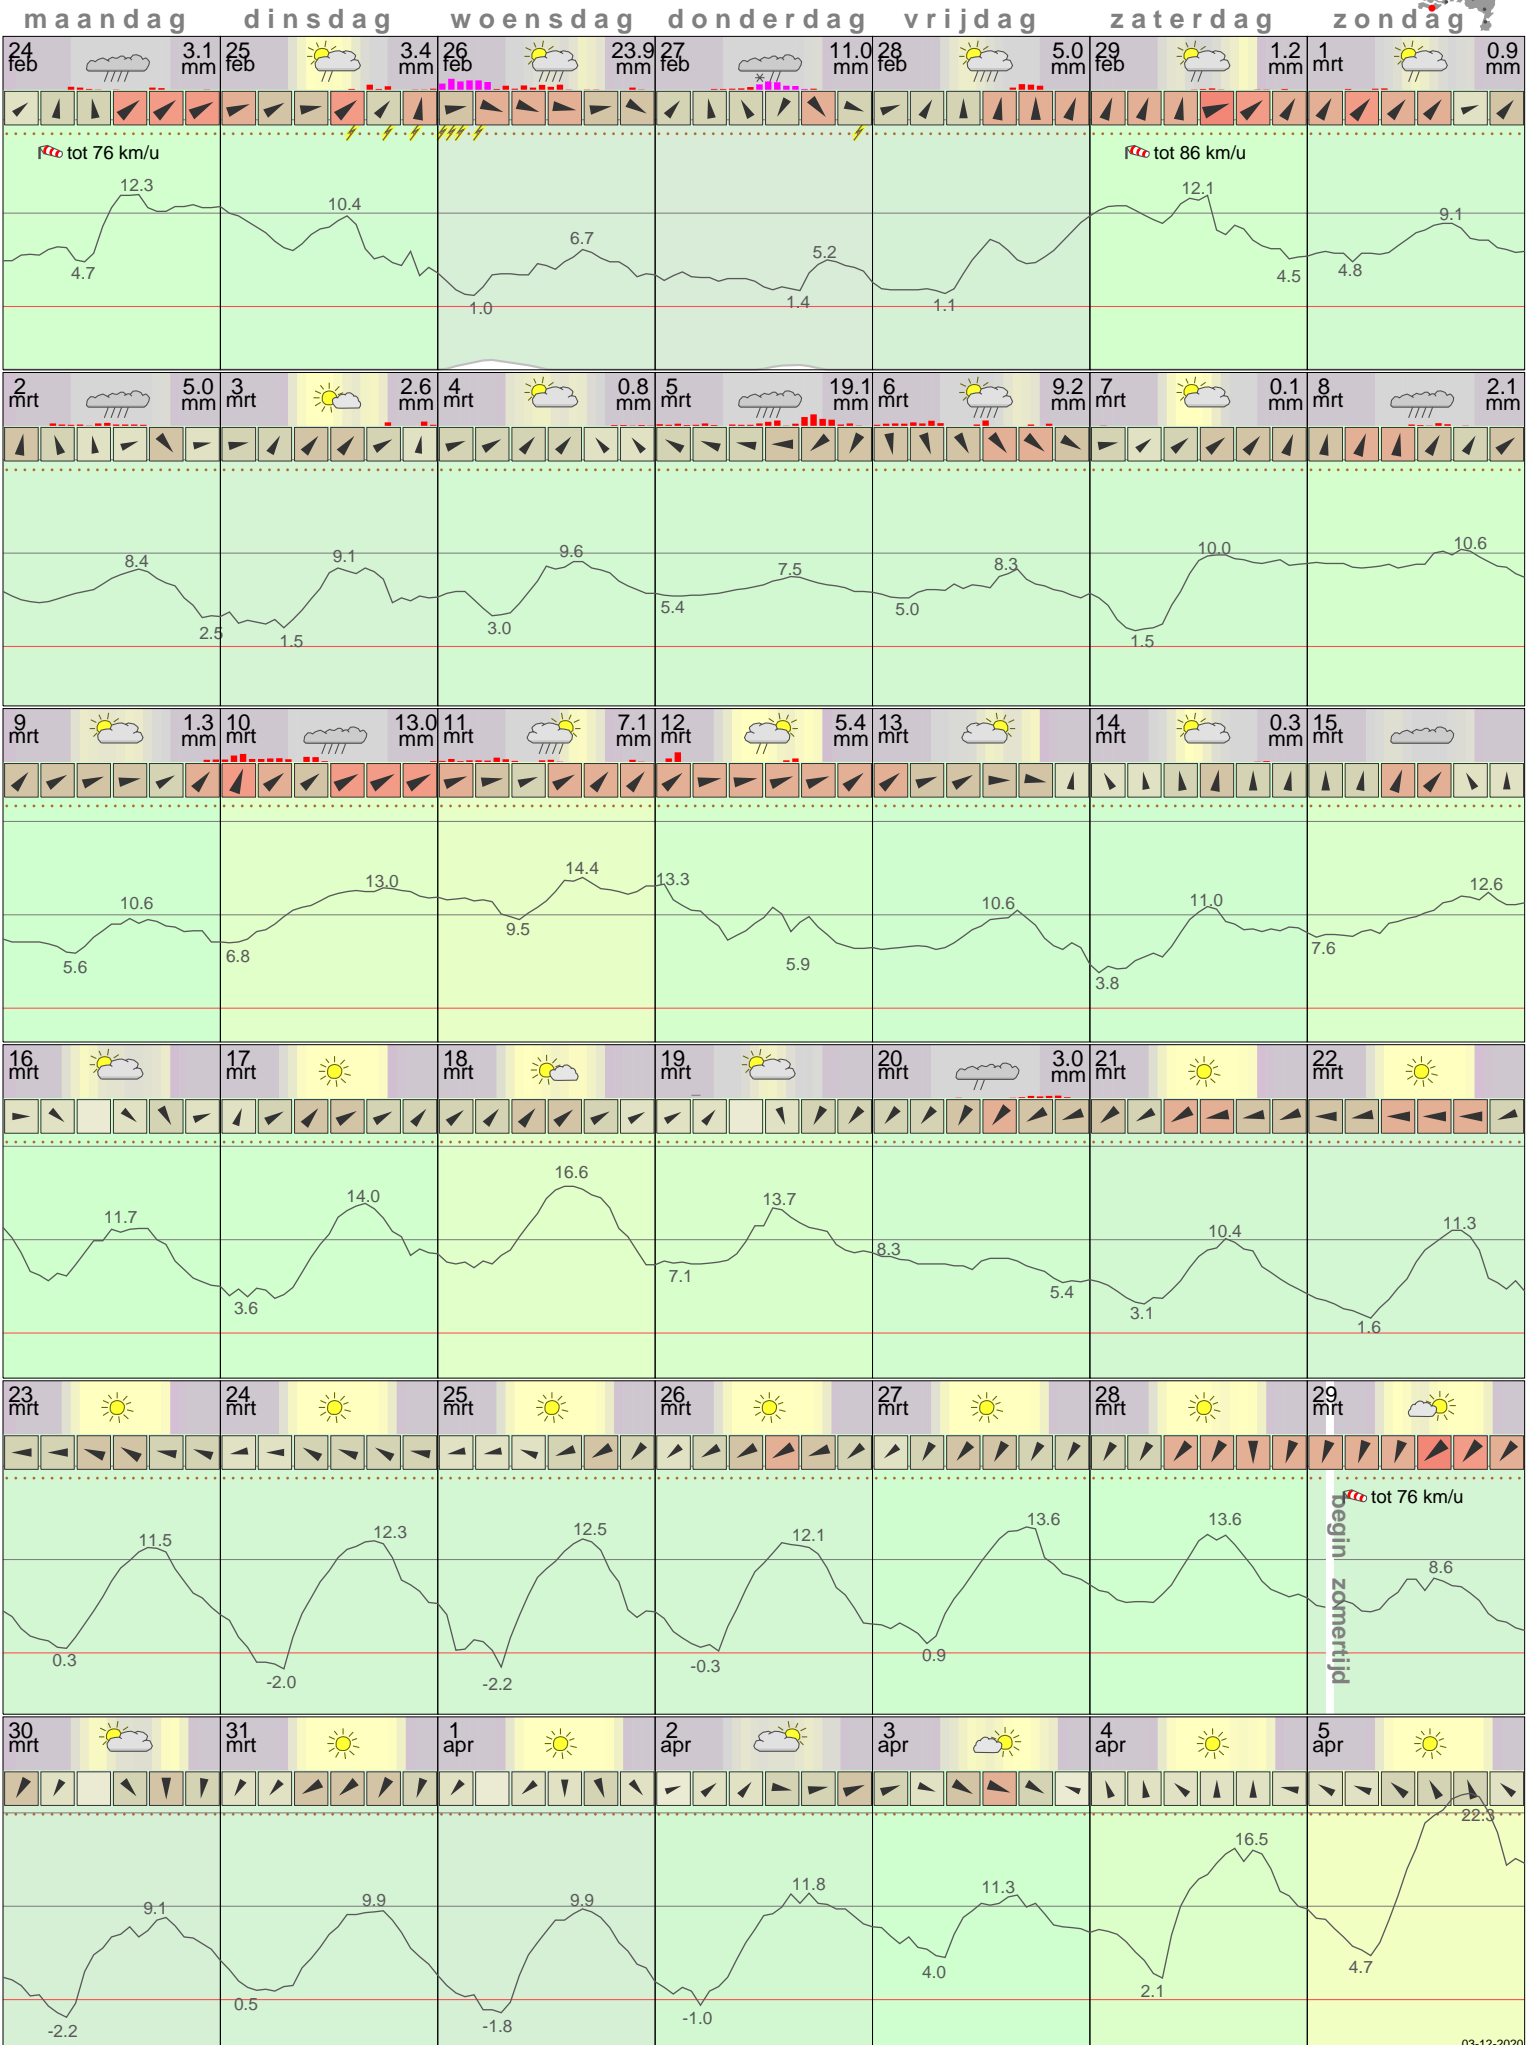 maandag dinsdag woensdag donderdag vrijdag zaterdag zondag
24 feb 3.1 mm 25 feb 3.4 mm 26 feb 23.9 mm 27 feb 11.0 mm 28 feb 5.0 mm 29 feb 1.2 mm 1 mrt 0.9 mm
tot 76 km/u tot 86 km/u
12.3 10.4 12.1 9.1
6.7 5.2
4.7 4.5 4.8
1.0 1.4 1.1
2 mrt 5.0 mm 3 mrt 2.6 mm 4 mrt 0.8 mm 5 mrt 19.1 mm 6 mrt 9.2 mm 7 mrt 0.1 mm 8 mrt 2.1 mm
8.4 9.1 9.6 7.5 8.3 10.0 10.6
2.5 1.5 3.0 5.4 5.0 1.5
9 mrt 1.3 mm 10 mrt 13.0 mm 11 mrt 7.1 mm 12 mrt 5.4 mm 13 mrt 14 mrt 0.3 mm 15 mrt
10.6 13.0 14.4 13.3 10.6 11.0 12.6
5.6 6.8 9.5 5.9 3.8 7.6
16 mrt 17 mrt 18 mrt 19 mrt 20 mrt 3.0 mm 21 mrt 22 mrt
11.7 14.0 16.6 13.7 8.3 10.4 11.3
3.6 7.1 5.4 3.1 1.6
23 mrt 24 mrt 25 mrt 26 mrt 27 mrt 28 mrt 29 mrt
tot 76 km/u
begin zomertijd
11.5 12.3 12.5 12.1 13.6 13.6 8.6
0.3 -2.0 -2.2 -0.3 0.9
30 mrt 31 mrt 1 apr 2 apr 3 apr 4 apr 5 apr
9.1 9.9 9.9 11.8 11.3 16.5 22.3
-2.2 0.5 -1.8 -1.0 4.0 2.1 4.7
03-12-2020